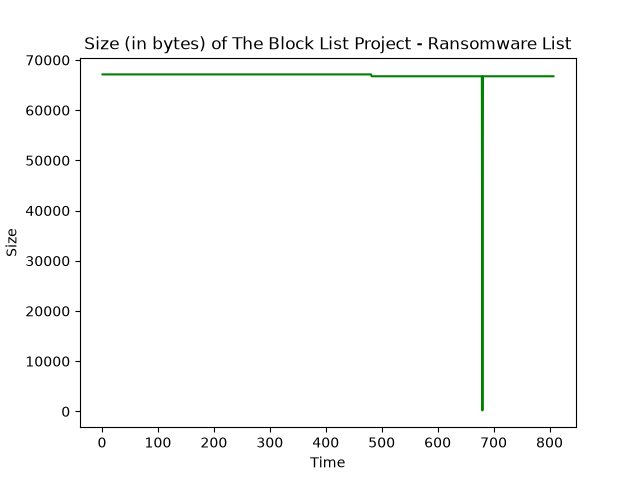 Size (in bytes) of The Block List Project - Ransomware List
70000
60000
50000
40000
30000
20000
10000
0
Size
0 100 200 300 400 500 600 700 800
Time